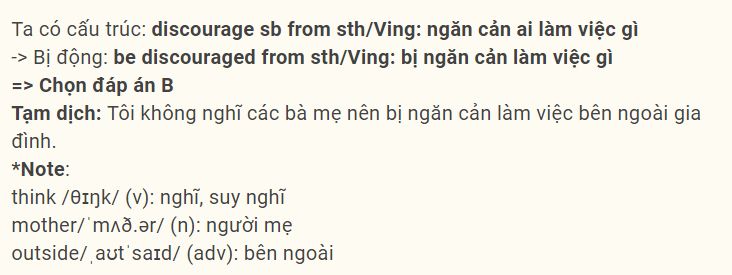 Ta có cấu trúc: discourage sb from sth/Ving: ngăn cản ai làm việc gì
-> Bị động: be discouraged from sth/Ving: bị ngăn cản làm việc gì
=> Chọn đáp án B
Tạm dịch: Tôi không nghĩ các bà mẹ nên bị ngăn cản làm việc bên ngoài gia
đình.
*Note:
think /θɪŋk/ (v): nghĩ, suy nghĩ
mother/ˈmʌð.ər/ (n): người mẹ
outside/ˌaʊtˈsaɪd/ (adv): bên ngoài